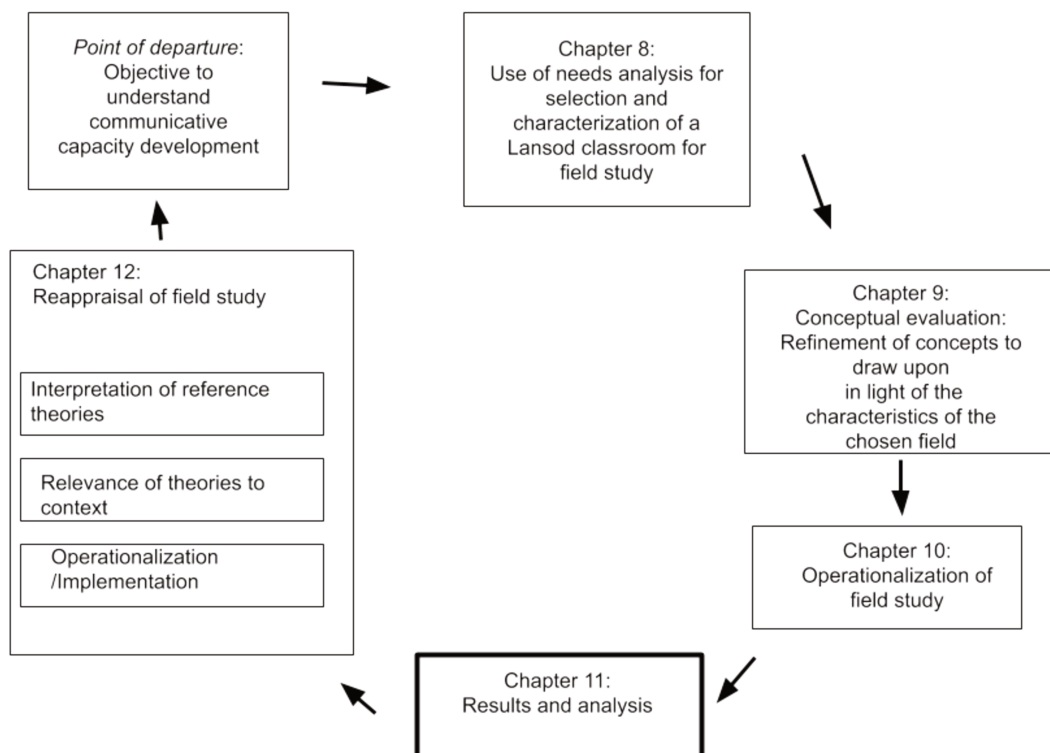 Point of departure:
Objective to
understand
communicative
capacity development
Chapter 8:
Use of needs analysis for
selection and
characterization of a
Lansod classroom for
field study
Chapter 9:
Conceptual evaluation:
Refinement of concepts to
draw upon
in light of the
characteristics of the
chosen field
Chapter 10:
Operationalization of
field study
Chapter 11:
Results and analysis
Chapter 12:
Reappraisal of field study
Interpretation of reference
theories
Relevance of theories to
context
Operationalization
/Implementation